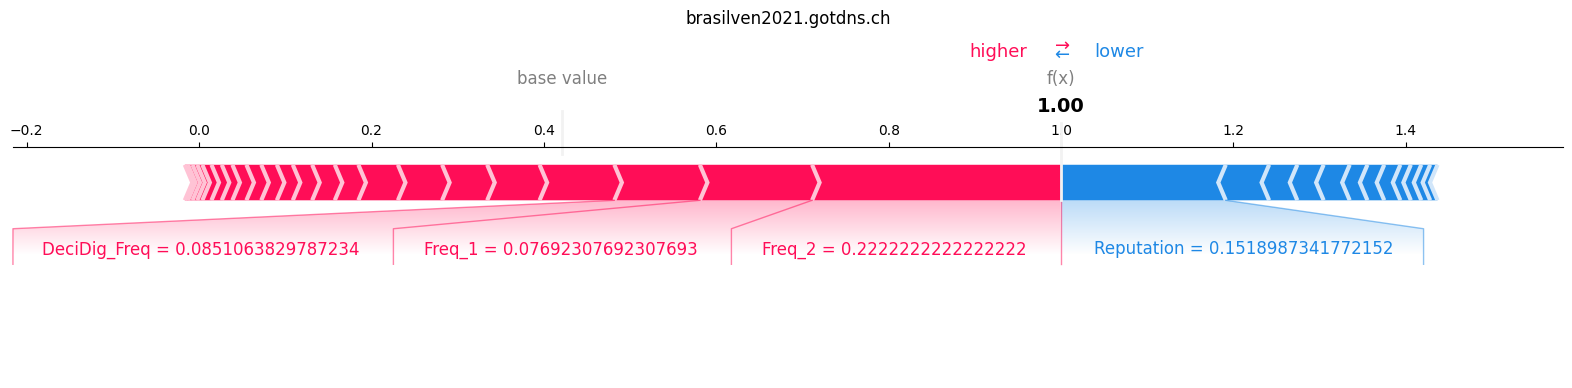 brasilven2021.gotdns.ch
higher ⇄ lower
base value f(x)
1.00
−0.2 0.0 0.2 0.4 0.6 0.8 1.0 1.2 1.4
DeciDig_Freq = 0.0851063829787234 Freq_1 = 0.07692307692307693 Freq_2 = 0.2222222222222222 Reputation = 0.1518987341772152